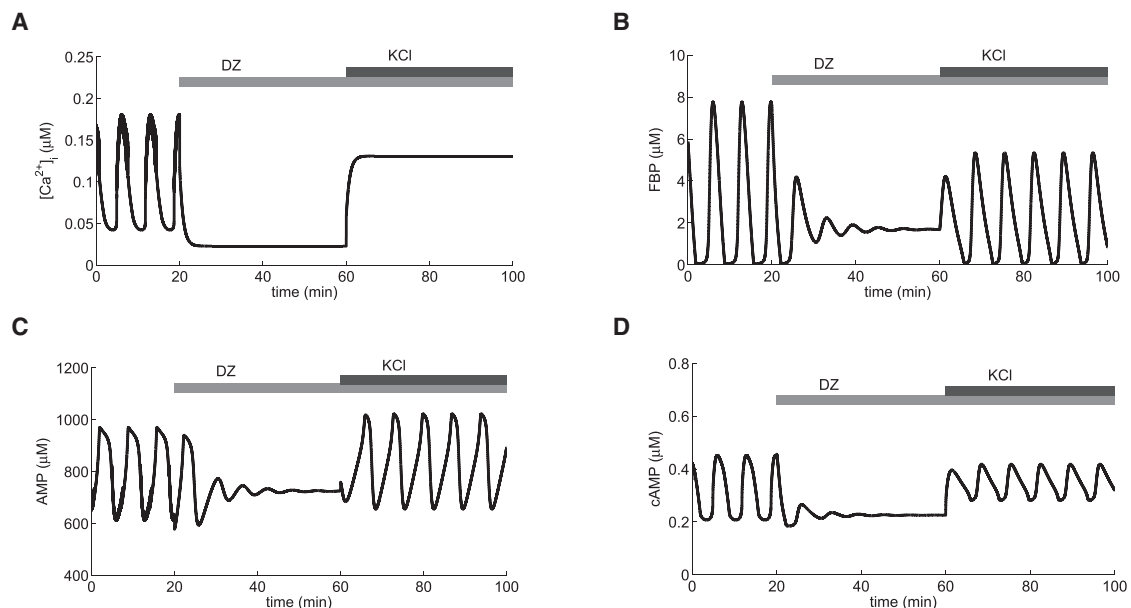 A
[Ca2+]i (μM)
0.25
0.2
0.15
0.1
0.05
0
DZ
KCl
0 20 40 60 80 100
time (min)
B
FBP (μM)
10
8
6
4
2
0
DZ
KCl
0 20 40 60 80 100
time (min)
C
AMP (μM)
1200
1000
800
600
400
DZ
KCl
0 20 40 60 80 100
time (min)
D
cAMP (μM)
0.8
0.6
0.4
0.2
0
DZ
KCl
0 20 40 60 80 100
time (min)